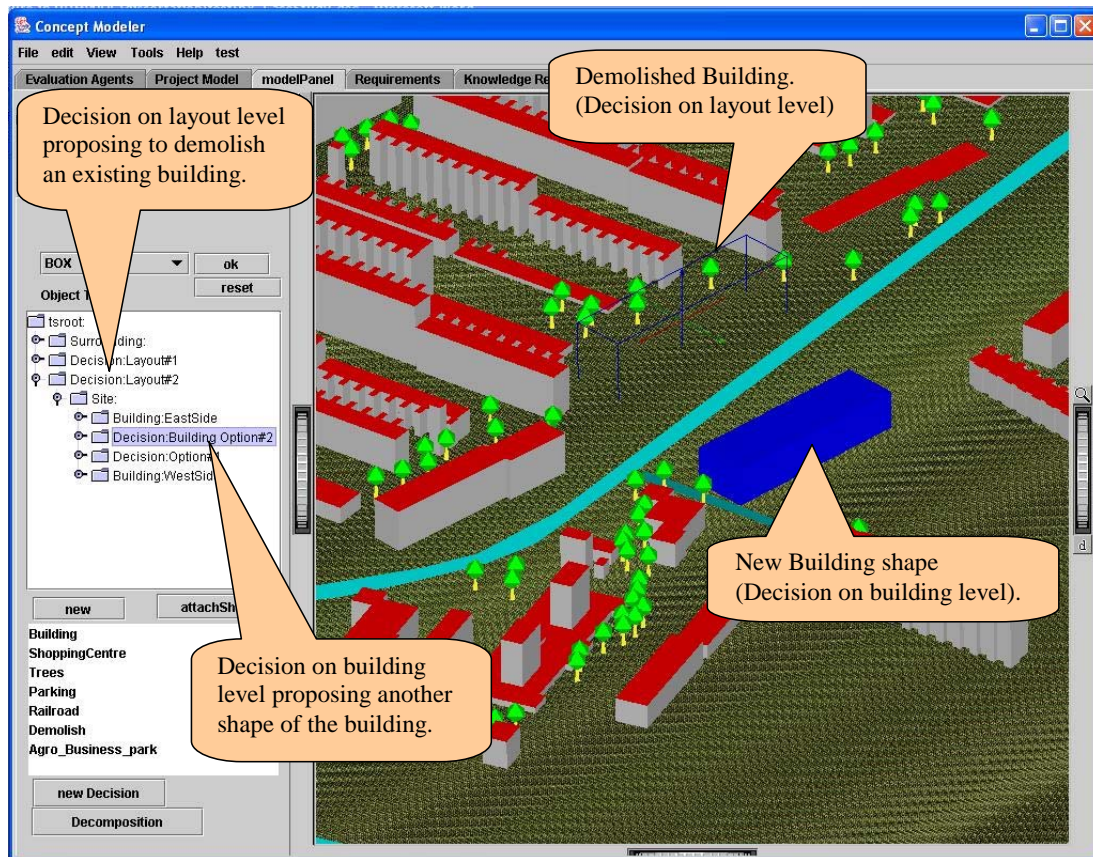 Concept Modeler
File edit View Tools Help test
Evaluation Agents Project Model modelPanel Requirements Knowledge Re
Decision on layout level
proposing to demolish
an existing building.
Demolished Building.
(Decision on layout level)
BOX
ok
reset
Object T
tsroot:
Surrounding:
Decision:Layout#1
Decision:Layout#2
Site:
Building:EastSide
Decision:Building Option#2
Decision:Option#1
Building:WestSide
d
New Building shape
(Decision on building level).
new
attachSh
Building
ShoppingCentre
Trees
Parking
Railroad
Demolish
Agro_Business_park
Decision on building
level proposing another
shape of the building.
new Decision
Decomposition